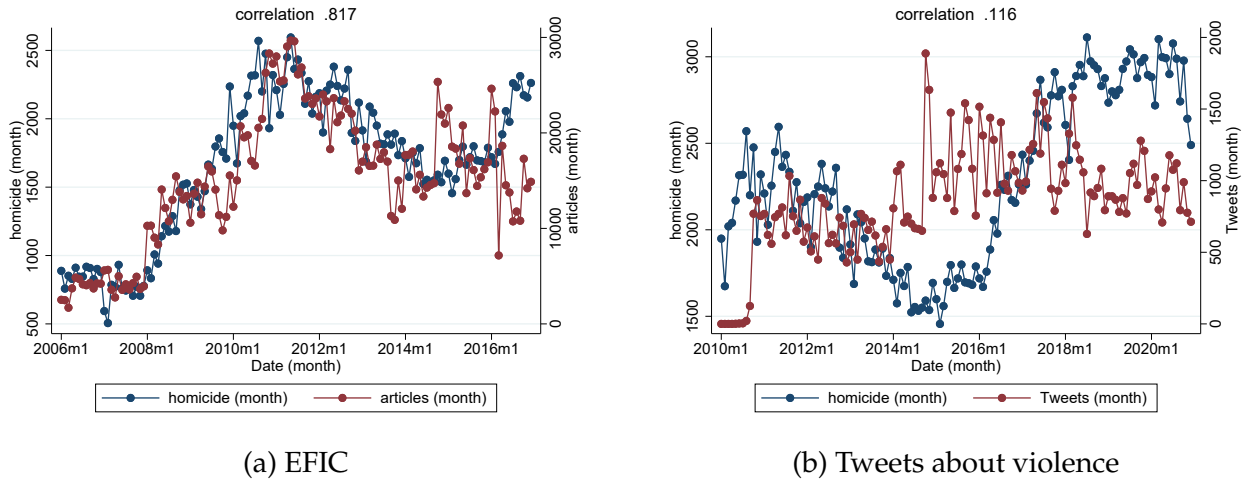 correlation .817
homicide (month)
500 1000 1500 2000 2500
0 10000 20000 30000
articles (month)
2006m1 2008m1 2010m1 2012m1 2014m1 2016m1
Date (month)
homicide (month) articles (month)
(a) EFIC
correlation .116
homicide (month)
1500 2000 2500 3000
0 500 1000 1500 2000
Tweets (month)
2010m1 2012m1 2014m1 2016m1 2018m1 2020m1
Date (month)
homicide (month) Tweets (month)
(b) Tweets about violence